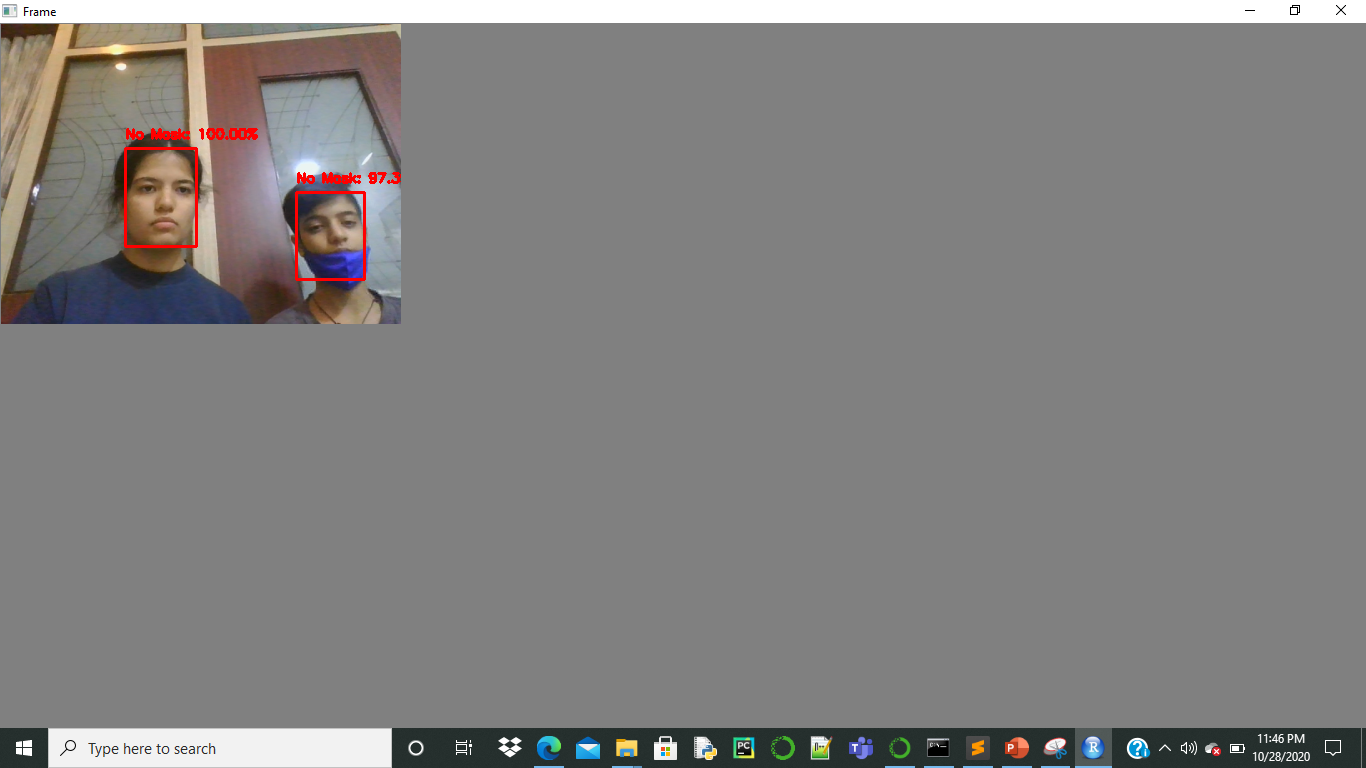 Frame
No Mask: 100.00%
No Mask: 97.3
Type here to search
11:46 PM
10/28/2020